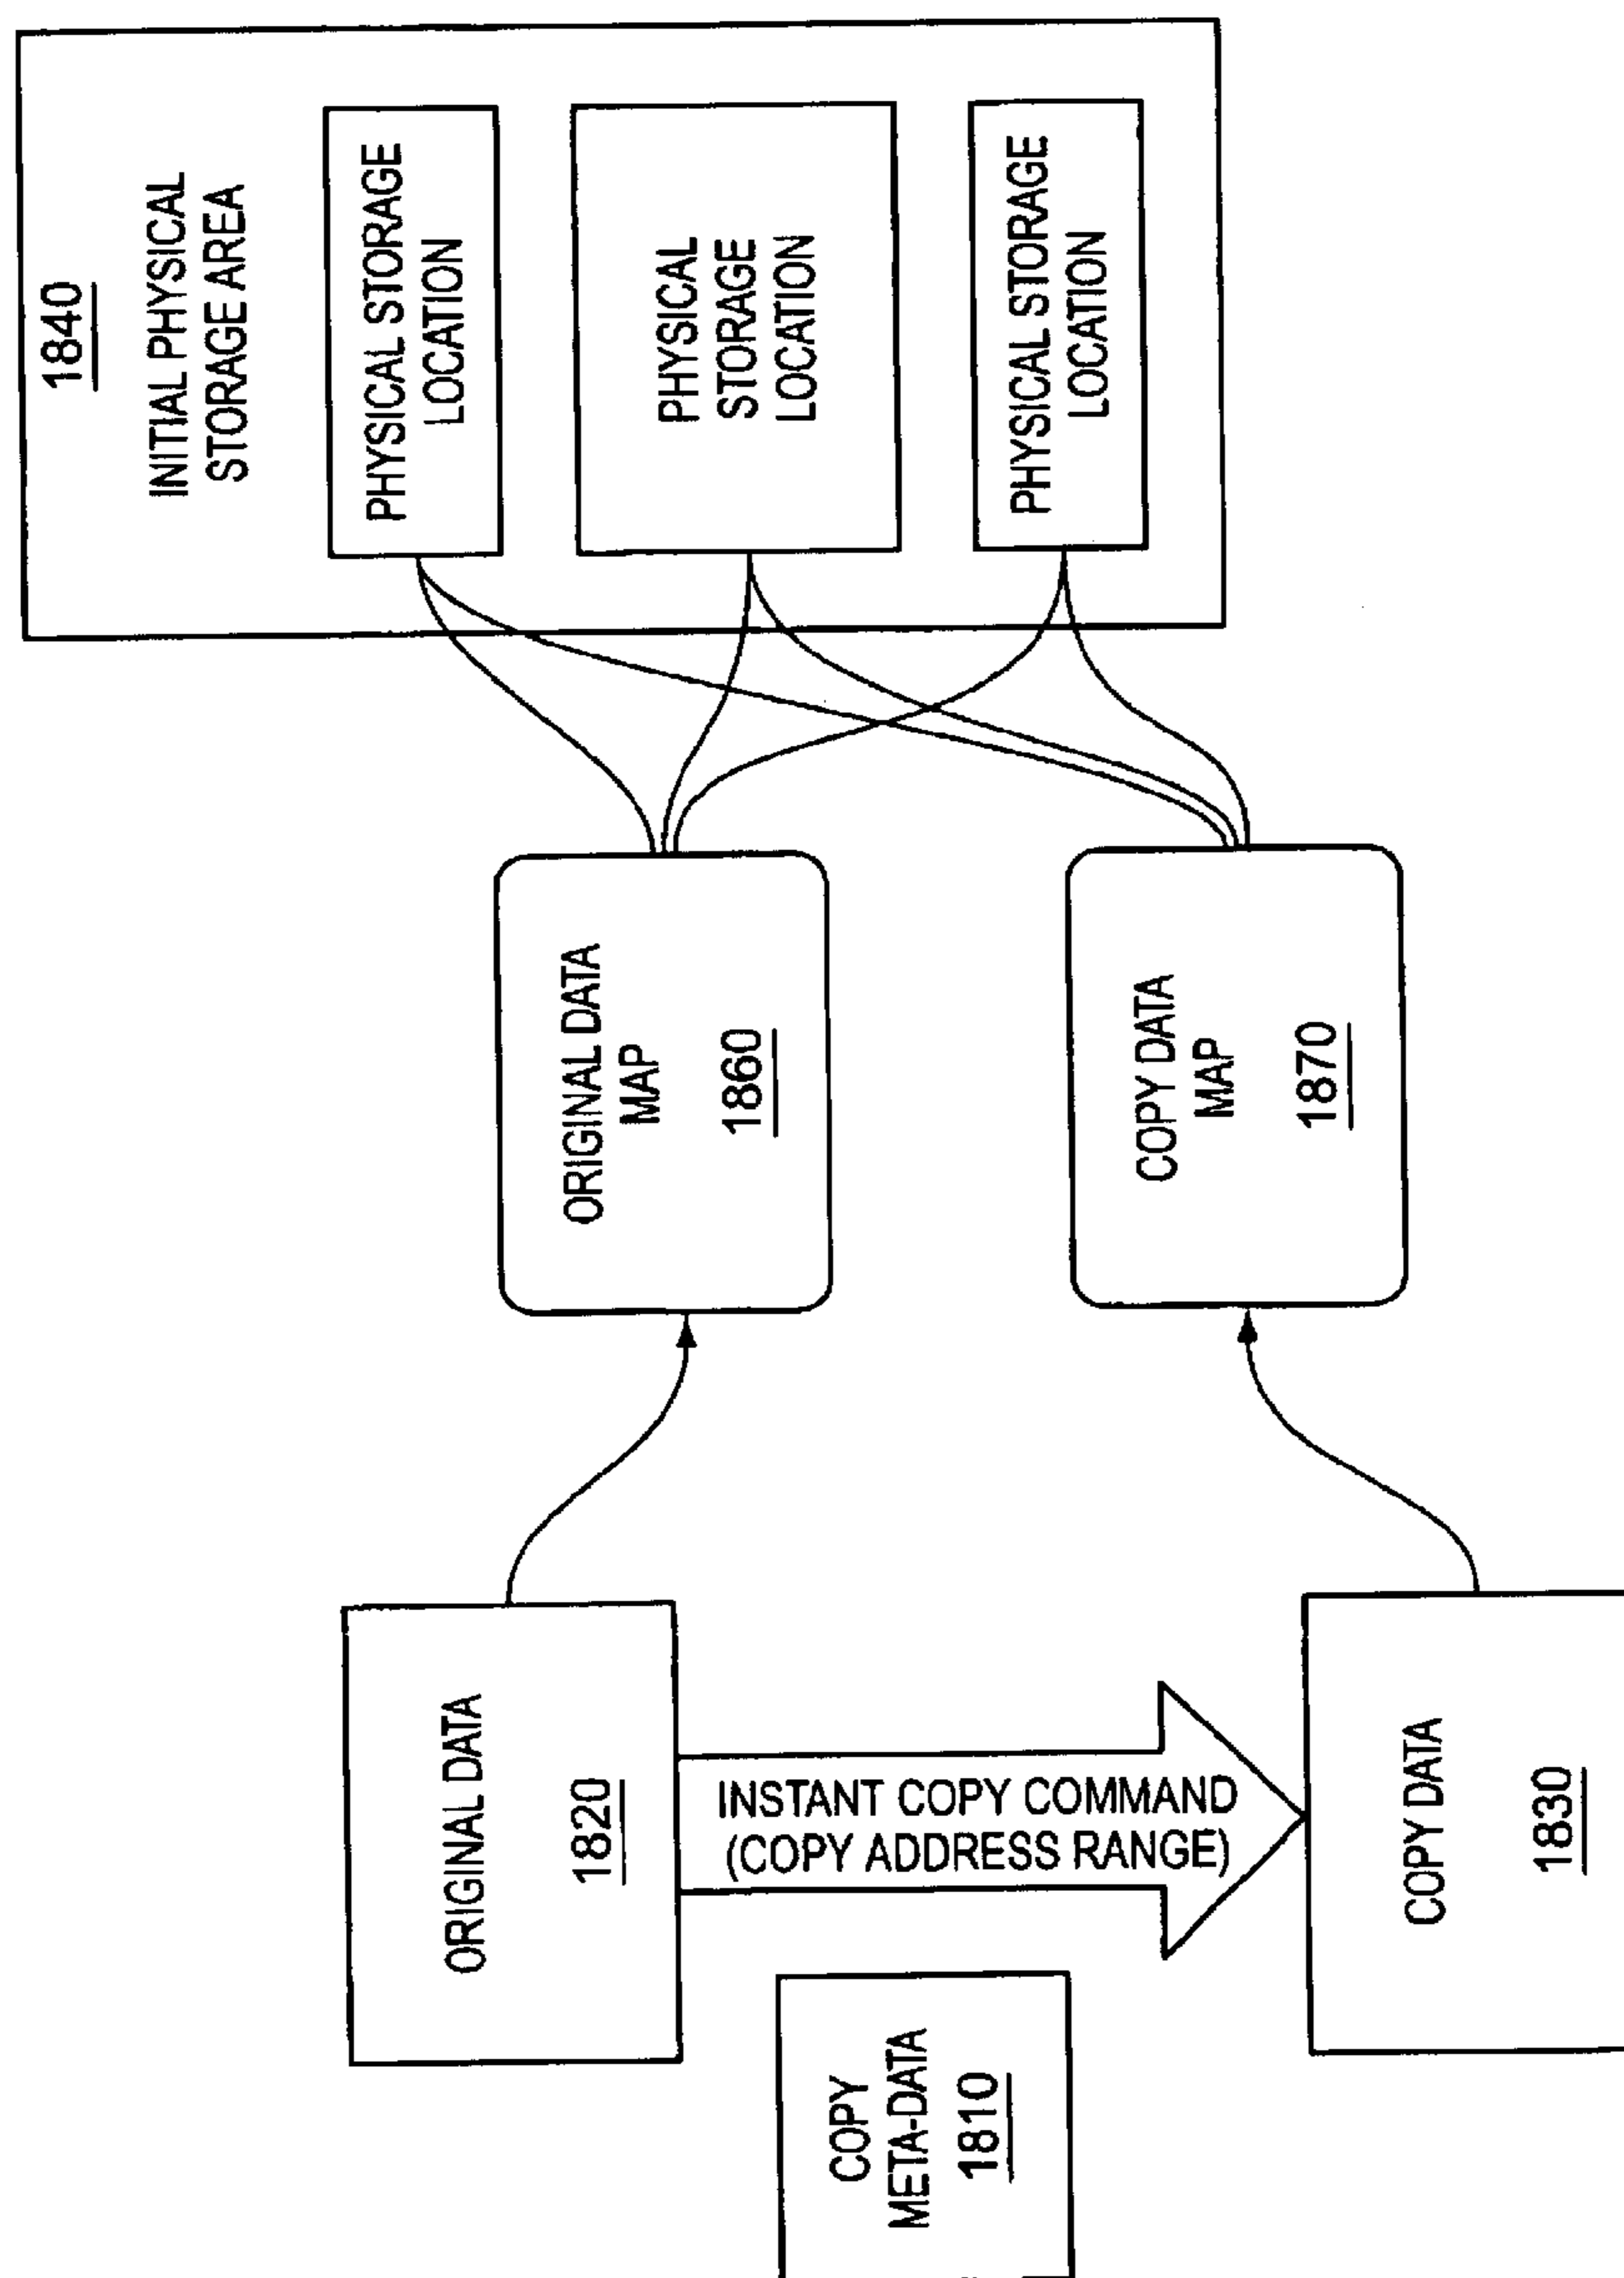 1840
INITIAL PHYSICAL
STORAGE AREA
PHYSICAL STORAGE
LOCATION
PHYSICAL
STORAGE
LOCATION
PHYSICAL STORAGE
LOCATION
ORIGINAL DATA
MAP
1860
COPY DATA
MAP
1870
ORIGINAL DATA
1820
INSTANT COPY COMMAND
(COPY ADDRESS RANGE)
COPY DATA
1830
COPY
META-DATA
1810